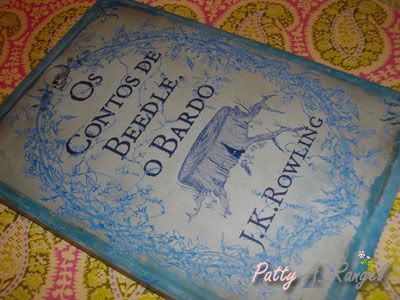 Os
Contos de
Beedle,
o Bardo
J.K. Rowling
Patty A. Rangel